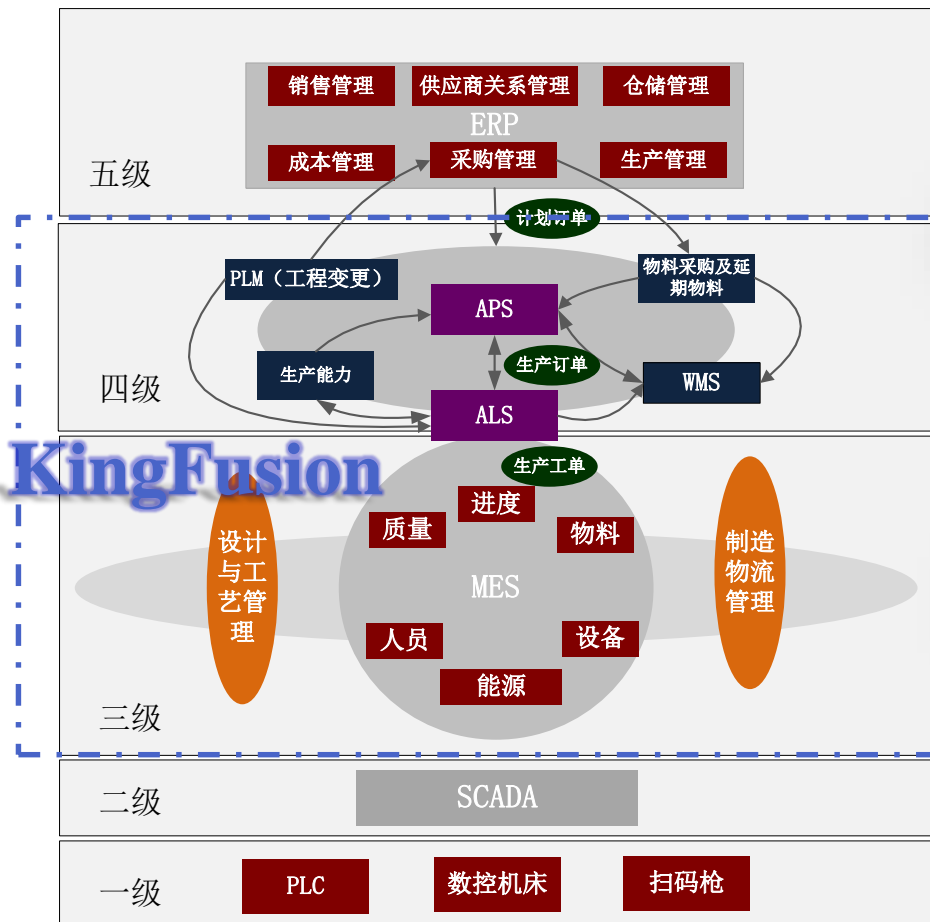 销售管理
供应商关系管理
仓储管理
ERP
成本管理
采购管理
生产管理
五级
计划订单
PLM（工程变更）
物料采购及延
期物料
APS
生产订单
生产能力
WMS
四级
ALS
KingFusion
生产工单
进度
质量
物料
设计
与工
艺管
理
制造
物流
管理
MES
人员
设备
能源
三级
SCADA
二级
PLC
数控机床
扫码枪
一级